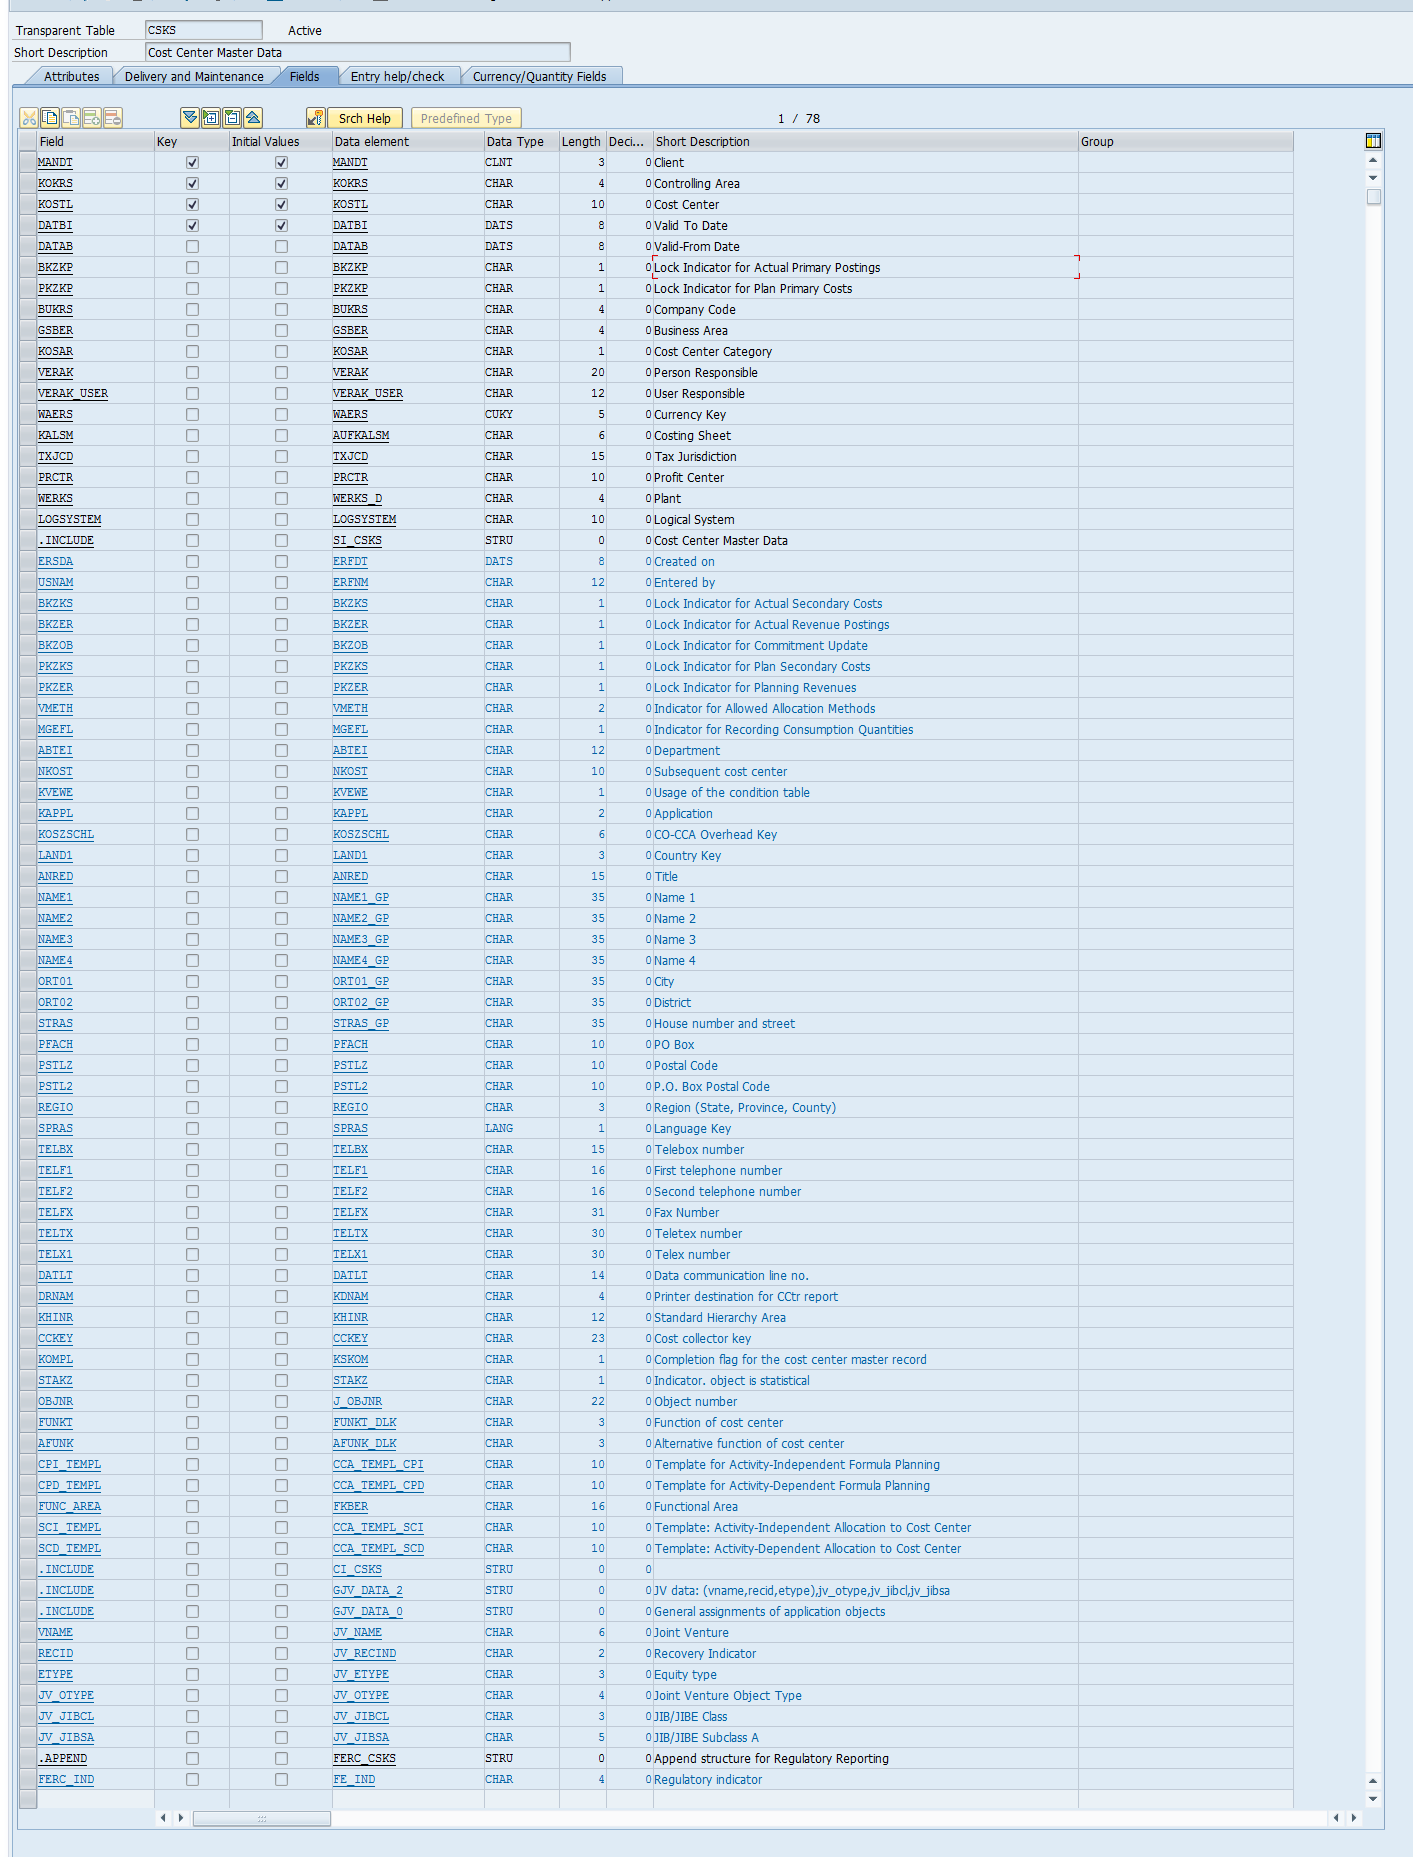 Transparent Table CSKS Active
Short Description Cost Center Master Data
Attributes Delivery and Maintenance Fields Entry help/check Currency/Quantity Fields
Srch Help Predefined Type 1 / 78
Field Key Initial Values Data element Data Type Length Deci... Short Description Group
MANDT MANDT CLNT 3 0 Client
KOKRS KOKRS CHAR 4 0 Controlling Area
KOSTL KOSTL CHAR 10 0 Cost Center
DATBI DATBI DATS 8 0 Valid To Date
DATAB DATAB DATS 8 0 Valid-From Date
BKZKP BKZKP CHAR 1 0 Lock Indicator for Actual Primary Postings
PKZKP PKZKP CHAR 1 0 Lock Indicator for Plan Primary Costs
BUKRS BUKRS CHAR 4 0 Company Code
GSBER GSBER CHAR 4 0 Business Area
KOSAR KOSAR CHAR 1 0 Cost Center Category
VERAK VERAK CHAR 20 0 Person Responsible
VERAK_USER VERAK_USER CHAR 12 0 User Responsible
WAERS WAERS CUKY 5 0 Currency Key
KALSM AUFKALSM CHAR 6 0 Costing Sheet
TXJCD TXJCD CHAR 15 0 Tax Jurisdiction
PRCTR PRCTR CHAR 10 0 Profit Center
WERKS WERKS_D CHAR 4 0 Plant
LOGSYSTEM LOGSYSTEM CHAR 10 0 Logical System
.INCLUDE SI_CSKS STRU 0 0 Cost Center Master Data
ERSDA ERFDT DATS 8 0 Created on
USNAM ERFNM CHAR 12 0 Entered by
BKZKS BKZKS CHAR 1 0 Lock Indicator for Actual Secondary Costs
BKZER BKZER CHAR 1 0 Lock Indicator for Actual Revenue Postings
BKZOB BKZOB CHAR 1 0 Lock Indicator for Commitment Update
PKZKS PKZKS CHAR 1 0 Lock Indicator for Plan Secondary Costs
PKZER PKZER CHAR 1 0 Lock Indicator for Planning Revenues
VMETH VMETH CHAR 2 0 Indicator for Allowed Allocation Methods
MGEFL MGEFL CHAR 1 0 Indicator for Recording Consumption Quantities
ABTEI ABTEI CHAR 12 0 Department
NKOST NKOST CHAR 10 0 Subsequent cost center
KVEWE KVEWE CHAR 1 0 Usage of the condition table
KAPPL KAPPL CHAR 2 0 Application
KOSZSCHL KOSZSCHL CHAR 6 0 CO-CCA Overhead Key
LAND1 LAND1 CHAR 3 0 Country Key
ANRED ANRED CHAR 15 0 Title
NAME1 NAME1_GP CHAR 35 0 Name 1
NAME2 NAME2_GP CHAR 35 0 Name 2
NAME3 NAME3_GP CHAR 35 0 Name 3
NAME4 NAME4_GP CHAR 35 0 Name 4
ORT01 ORT01_GP CHAR 35 0 City
ORT02 ORT02_GP CHAR 35 0 District
STRAS STRAS_GP CHAR 35 0 House number and street
PFACH PFACH CHAR 10 0 PO Box
PSTLZ PSTLZ CHAR 10 0 Postal Code
PSTL2 PSTL2 CHAR 10 0 P.O. Box Postal Code
REGIO REGIO CHAR 3 0 Region (State, Province, County)
SPRAS SPRAS LANG 1 0 Language Key
TELBX TELBX CHAR 15 0 Telebox number
TELF1 TELF1 CHAR 16 0 First telephone number
TELF2 TELF2 CHAR 16 0 Second telephone number
TELFX TELFX CHAR 31 0 Fax Number
TELTX TELTX CHAR 30 0 Teletex number
TELX1 TELX1 CHAR 30 0 Telex number
DATLT DATLT CHAR 14 0 Data communication line no.
DRNAM KDNAM CHAR 4 0 Printer destination for CCtr report
KHINR KHINR CHAR 12 0 Standard Hierarchy Area
CCKEY CCKEY CHAR 23 0 Cost collector key
KOMPL KSKOM CHAR 1 0 Completion flag for the cost center master record
STAKZ STAKZ CHAR 1 0 Indicator. object is statistical
OBJNR J_OBJNR CHAR 22 0 Object number
FUNKT FUNKT_DLK CHAR 3 0 Function of cost center
AFUNK AFUNK_DLK CHAR 3 0 Alternative function of cost center
CPI_TEMPL CCA_TEMPL_CPI CHAR 10 0 Template for Activity-Independent Formula Planning
CPD_TEMPL CCA_TEMPL_CPD CHAR 10 0 Template for Activity-Dependent Formula Planning
FUNC_AREA FKBER CHAR 16 0 Functional Area
SCI_TEMPL CCA_TEMPL_SCI CHAR 10 0 Template: Activity-Independent Allocation to Cost Center
SCD_TEMPL CCA_TEMPL_SCD CHAR 10 0 Template: Activity-Dependent Allocation to Cost Center
.INCLUDE CI_CSKS STRU 0 0
.INCLUDE GJV_DATA_2 STRU 0 0 JV data: (vname,recid,etype),jv_otype,jv_jibcl,jv_jibsa
.INCLUDE GJV_DATA_0 STRU 0 0 General assignments of application objects
VNAME JV_NAME CHAR 6 0 Joint Venture
RECID JV_RECIND CHAR 2 0 Recovery Indicator
ETYPE JV_ETYPE CHAR 3 0 Equity type
JV_OTYPE JV_OTYPE CHAR 4 0 Joint Venture Object Type
JV_JIBCL JV_JIBCL CHAR 3 0 JIB/JIBE Class
JV_JIBSA JV_JIBSA CHAR 5 0 JIB/JIBE Subclass A
.APPEND FERC_CSKS STRU 0 0 Append structure for Regulatory Reporting
FERC_IND FE_IND CHAR 4 0 Regulatory indicator